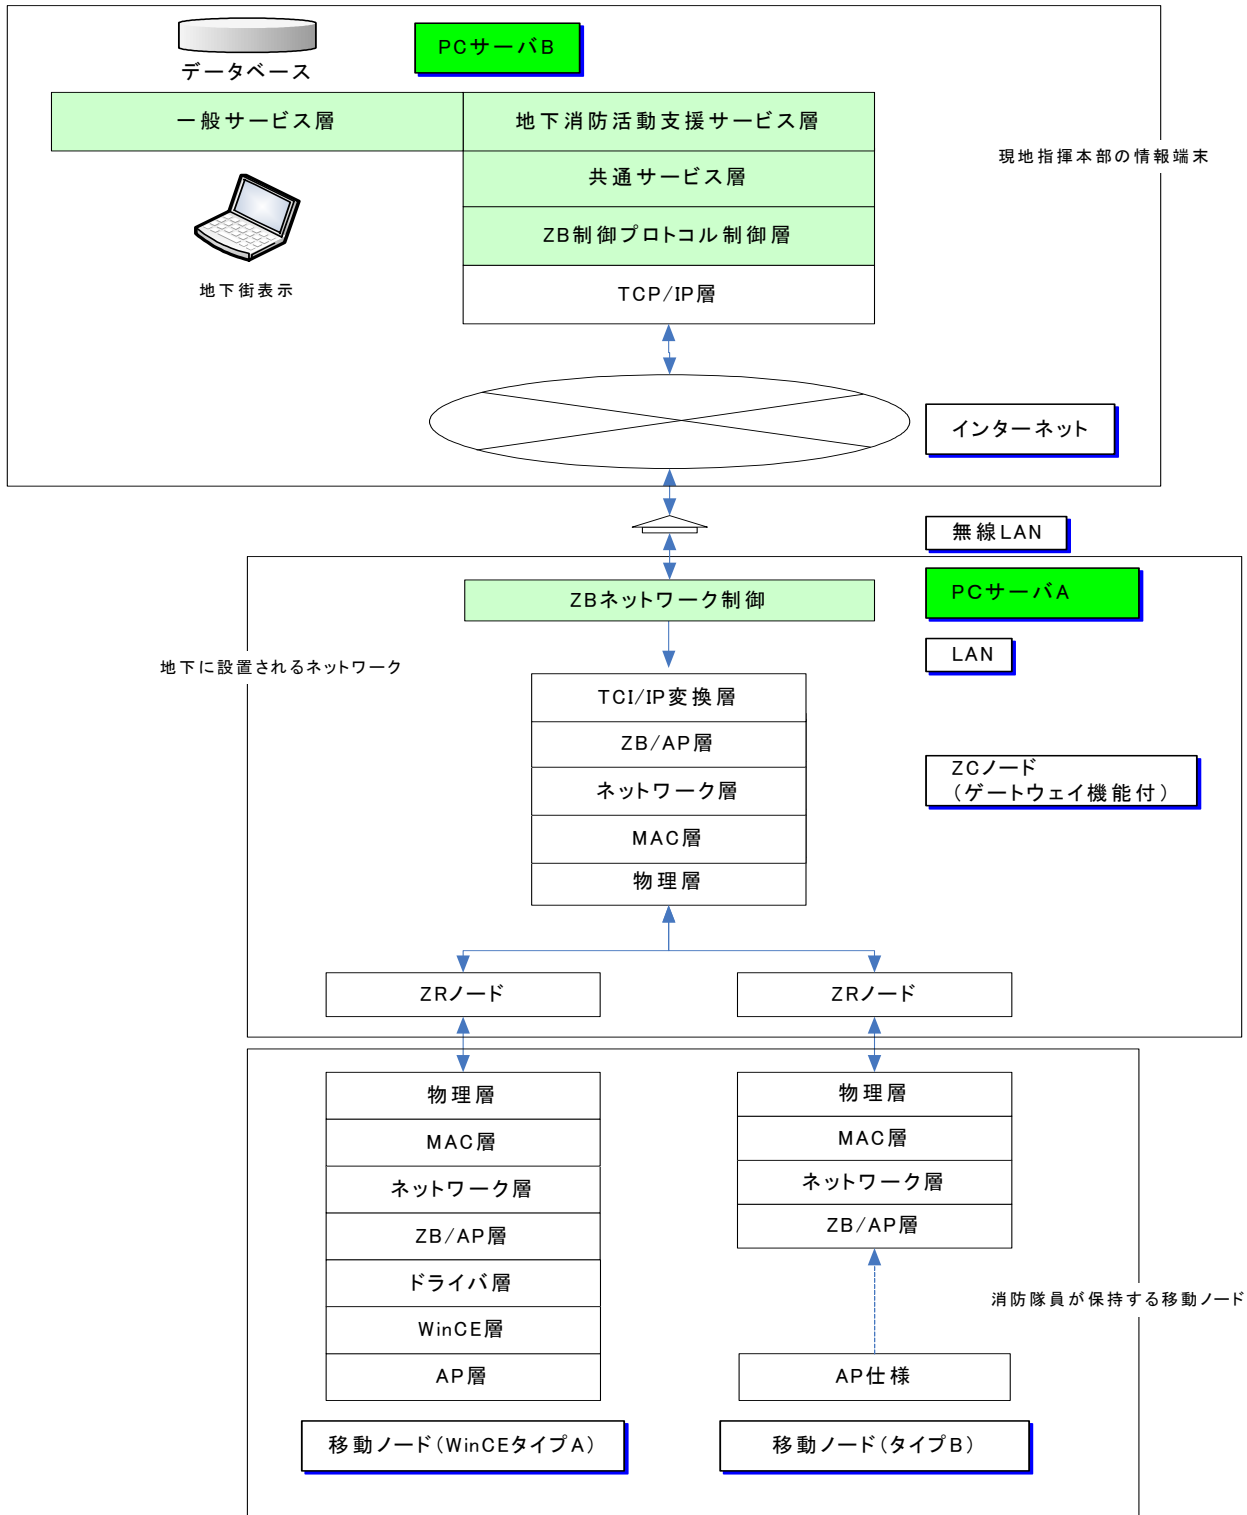 データベース
PCサーバB
一般サービス層
地下消防活動支援サービス層
共通サービス層
ZB制御プロトコル制御層
TCP/IP層
地下街表示
現地指揮本部の情報端末
インターネット
無線LAN
ZBネットワーク制御
PCサーバA
LAN
地下に設置されるネットワーク
TCI/IP変換層
ZB/AP層
ネットワーク層
MAC層
物理層
ZCノード
(ゲートウェイ機能付)
ZRノード
ZRノード
物理層
MAC層
ネットワーク層
ZB/AP層
ドライバ層
WinCE層
AP層
移動ノード(WinCEタイプA)
物理層
MAC層
ネットワーク層
ZB/AP層
AP仕様
移動ノード(タイプB)
消防隊員が保持する移動ノード